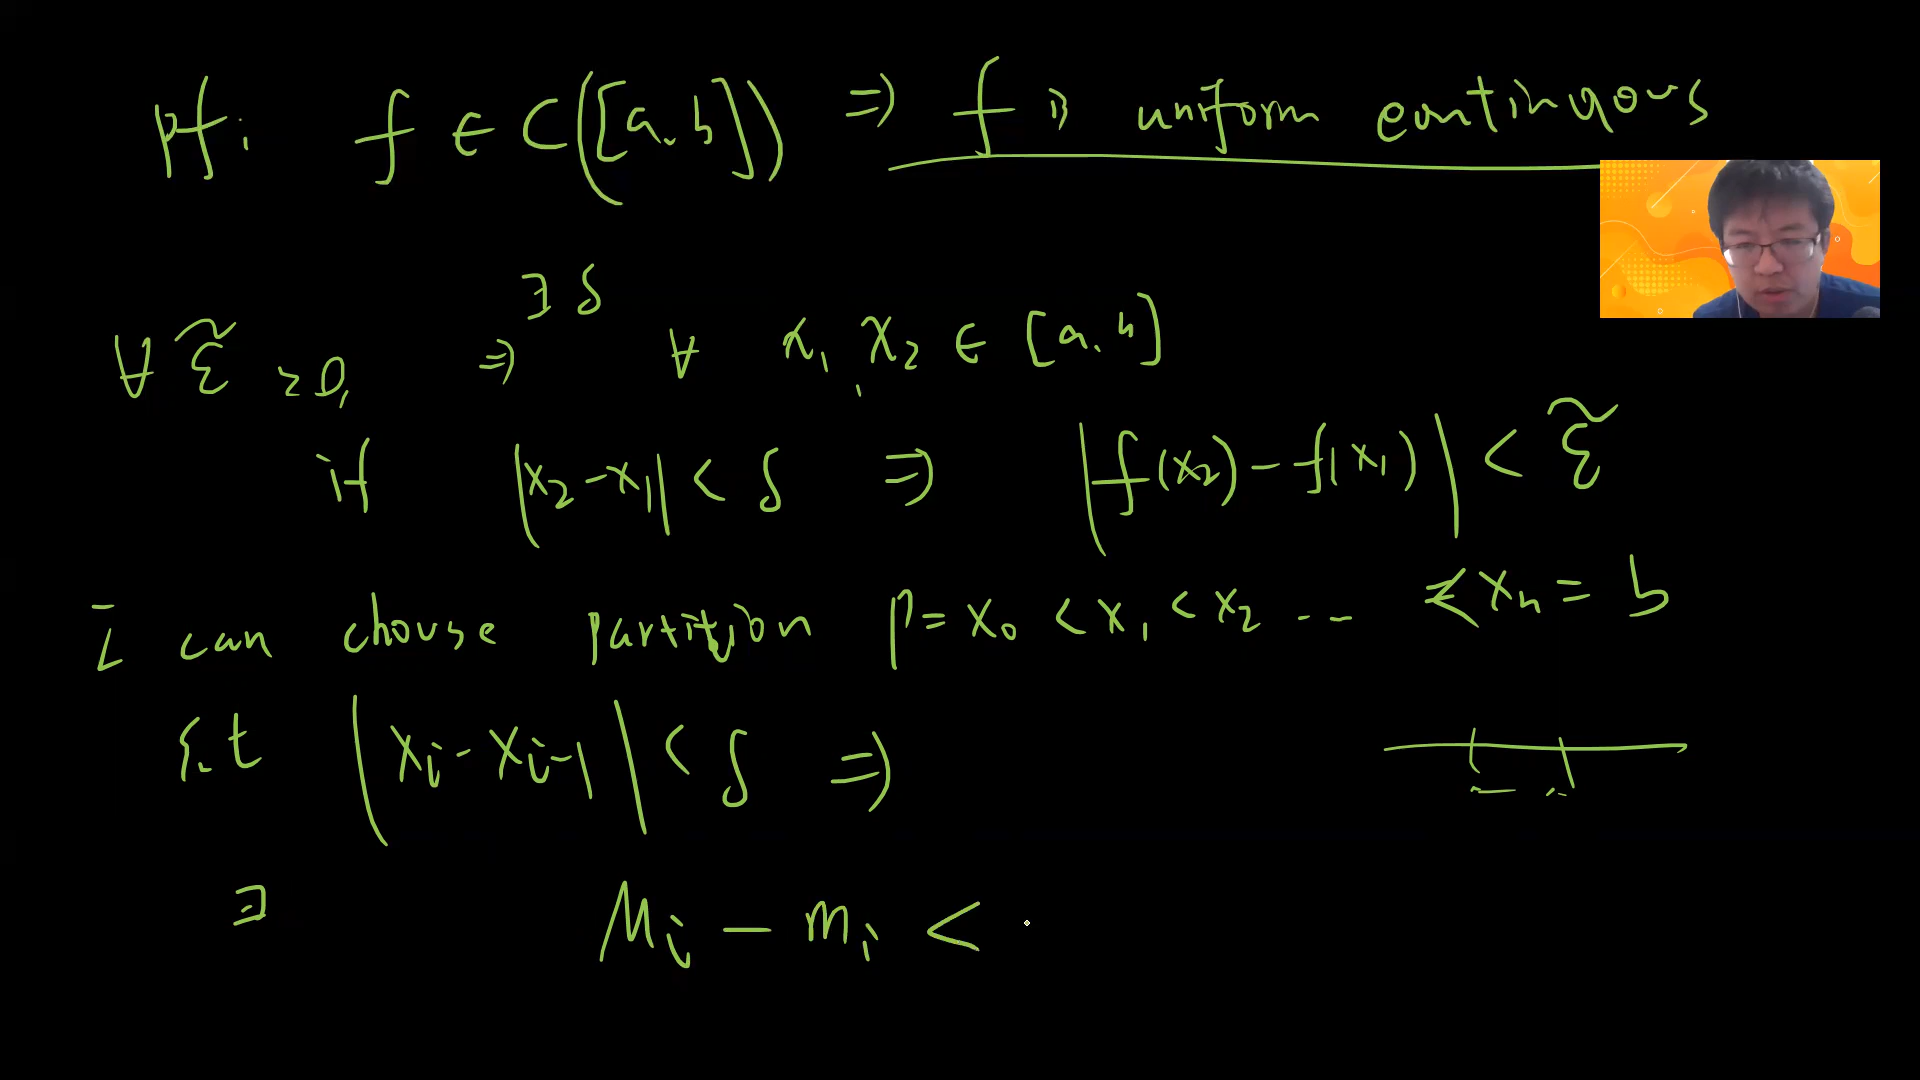 pf: f ∈ C([a,b]) ⇒ f is uniform continuous
∃ δ
∀ ε̃ >0, ⇒ ∀ x₁, x₂ ∈ [a,b]
if |x₂-x₁| < δ ⇒ |f(x₂)-f(x₁)| < ε̃
I can chouse partition P = x₀ < x₁ < x₂ ... < xₙ = b
s.t |xᵢ - xᵢ₋₁| < δ ⇒
∃ Mᵢ - mᵢ <